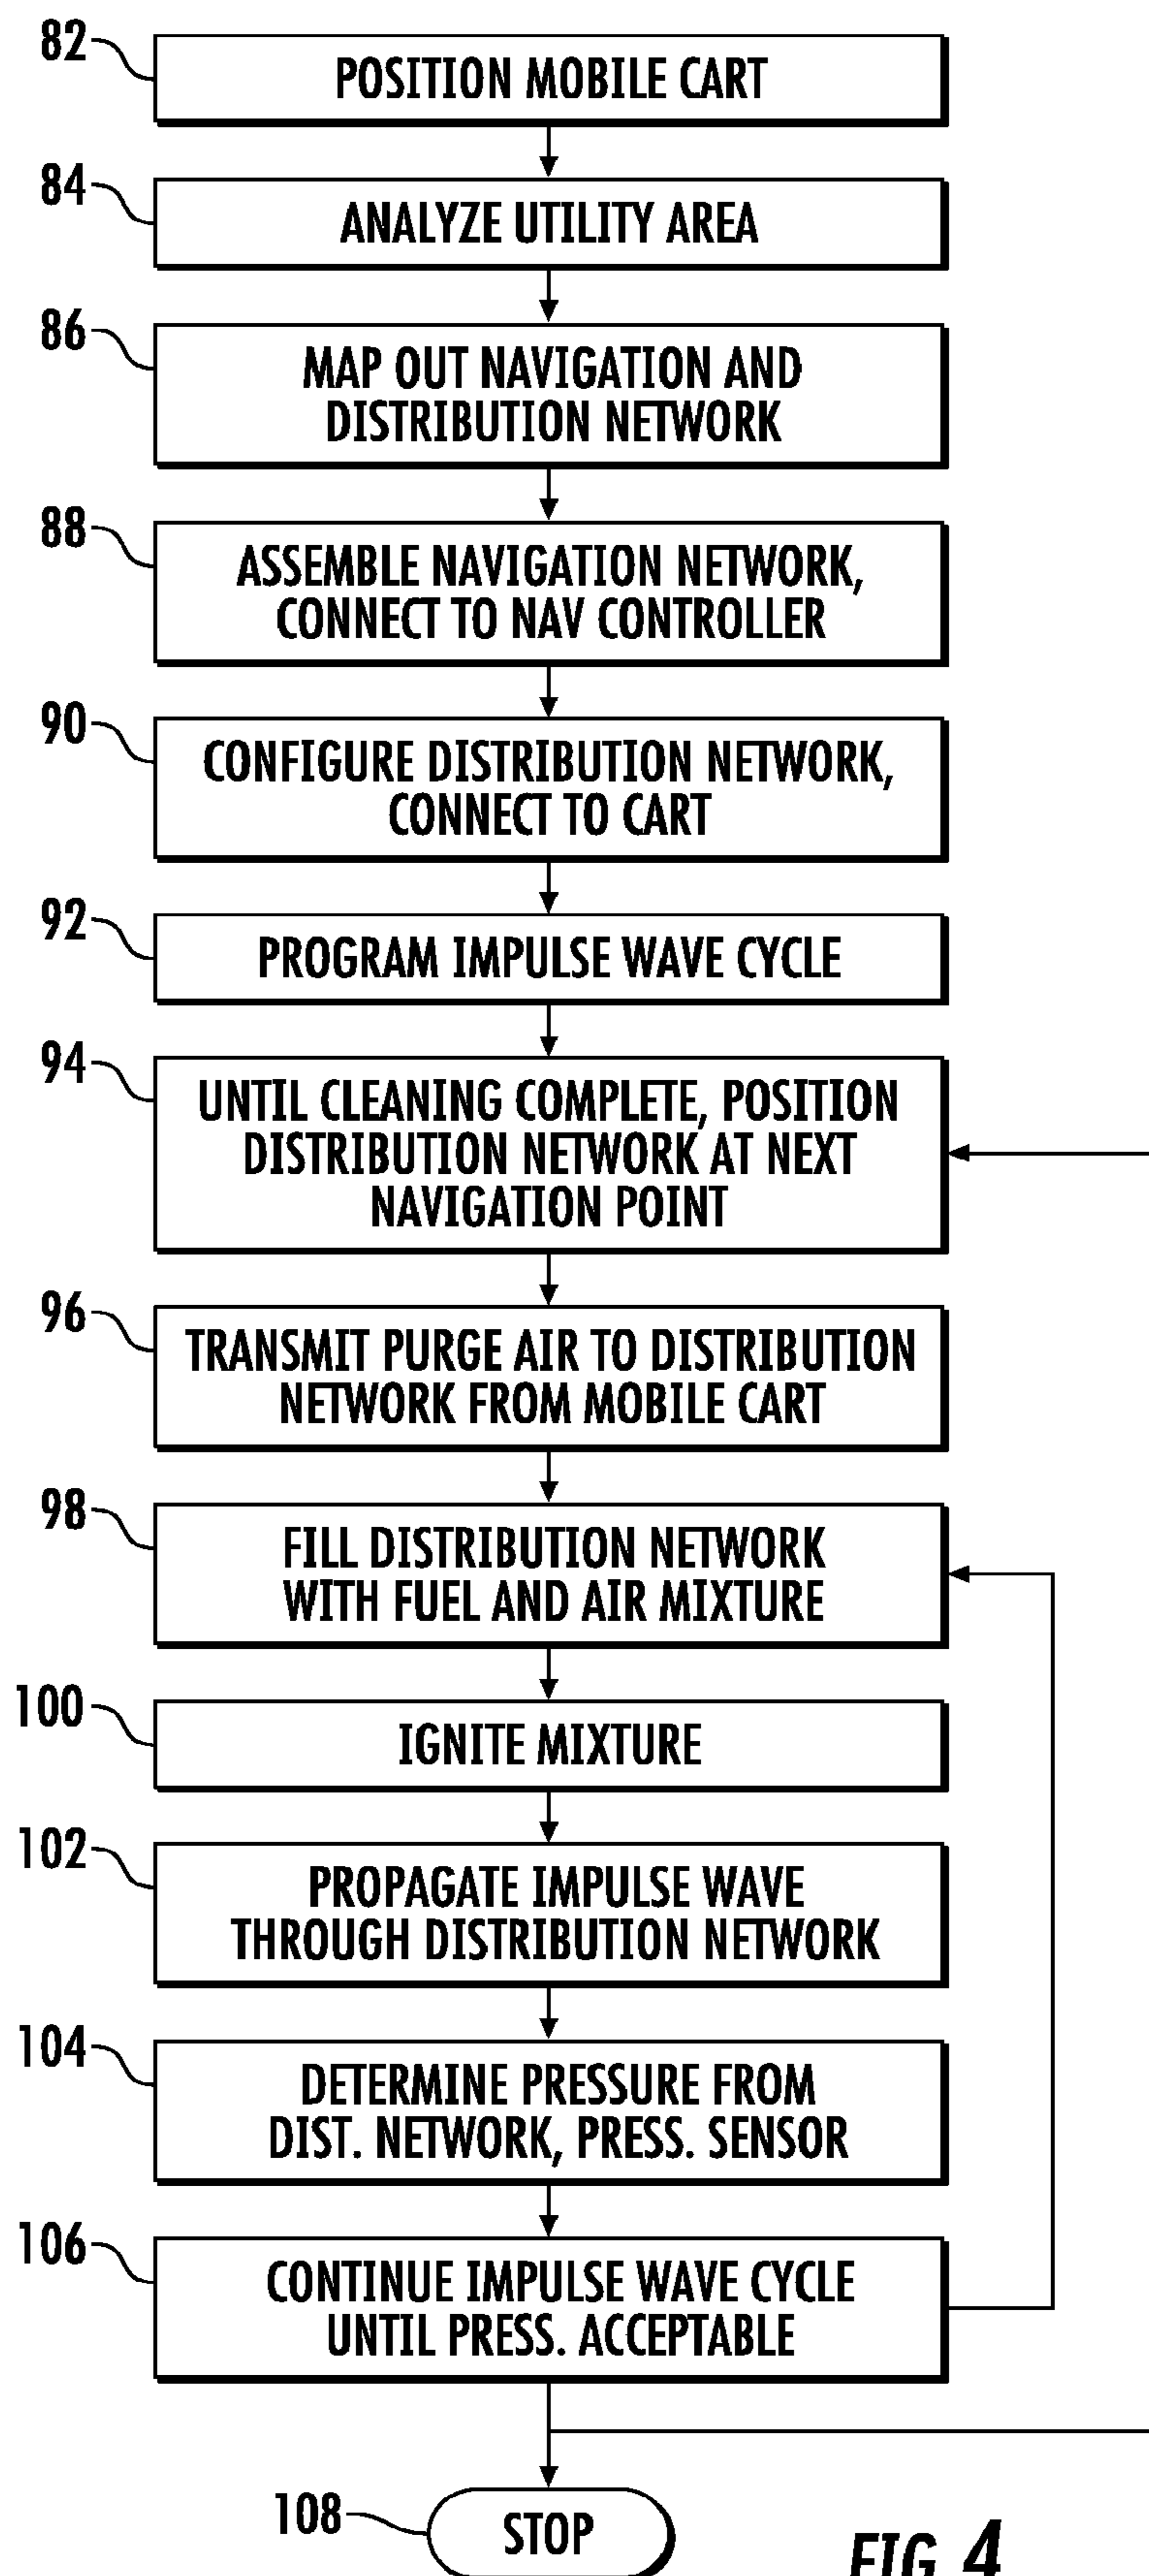 82
POSITION MOBILE CART
84
ANALYZE UTILITY AREA
86
MAP OUT NAVIGATION AND
DISTRIBUTION NETWORK
88
ASSEMBLE NAVIGATION NETWORK,
CONNECT TO NAV CONTROLLER
90
CONFIGURE DISTRIBUTION NETWORK,
CONNECT TO CART
92
PROGRAM IMPULSE WAVE CYCLE
94
UNTIL CLEANING COMPLETE, POSITION
DISTRIBUTION NETWORK AT NEXT
NAVIGATION POINT
96
TRANSMIT PURGE AIR TO DISTRIBUTION
NETWORK FROM MOBILE CART
98
FILL DISTRIBUTION NETWORK
WITH FUEL AND AIR MIXTURE
100
IGNITE MIXTURE
102
PROPAGATE IMPULSE WAVE
THROUGH DISTRIBUTION NETWORK
104
DETERMINE PRESSURE FROM
DIST. NETWORK, PRESS. SENSOR
106
CONTINUE IMPULSE WAVE CYCLE
UNTIL PRESS. ACCEPTABLE
108
STOP
FIG. 4